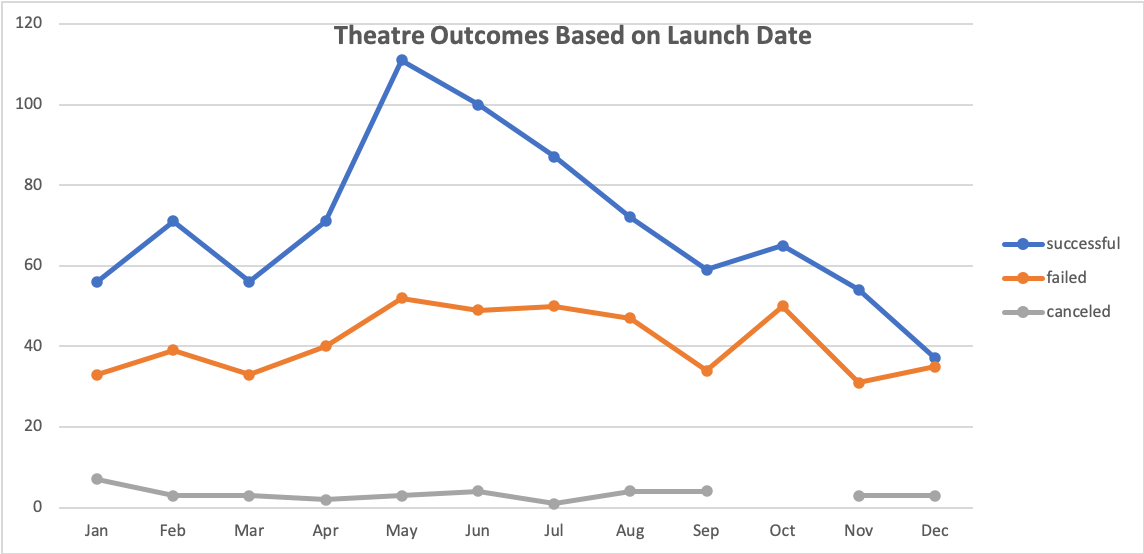 Theatre Outcomes Based on Launch Date
120
100
80
60
40
20
0
Jan Feb Mar Apr May Jun Jul Aug Sep Oct Nov Dec
successful
failed
canceled